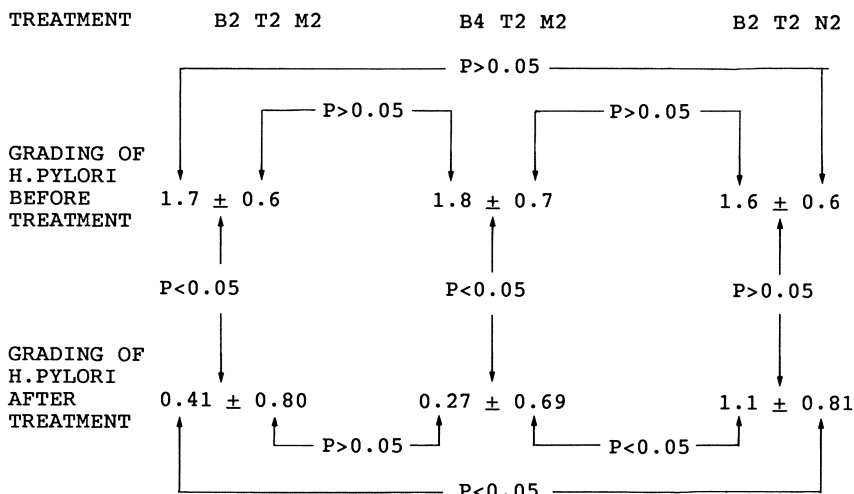 TREATMENT B2 T2 M2 B4 T2 M2 B2 T2 N2
P>0.05
P>0.05 P>0.05
GRADING OF
H.PYLORI
BEFORE 1.7 ± 0.6 1.8 ± 0.7 1.6 ± 0.6
TREATMENT
P<0.05 P<0.05 P>0.05
GRADING OF
H.PYLORI
AFTER 0.41 ± 0.80 0.27 ± 0.69 1.1 ± 0.81
TREATMENT
P>0.05 P<0.05
P<0.05